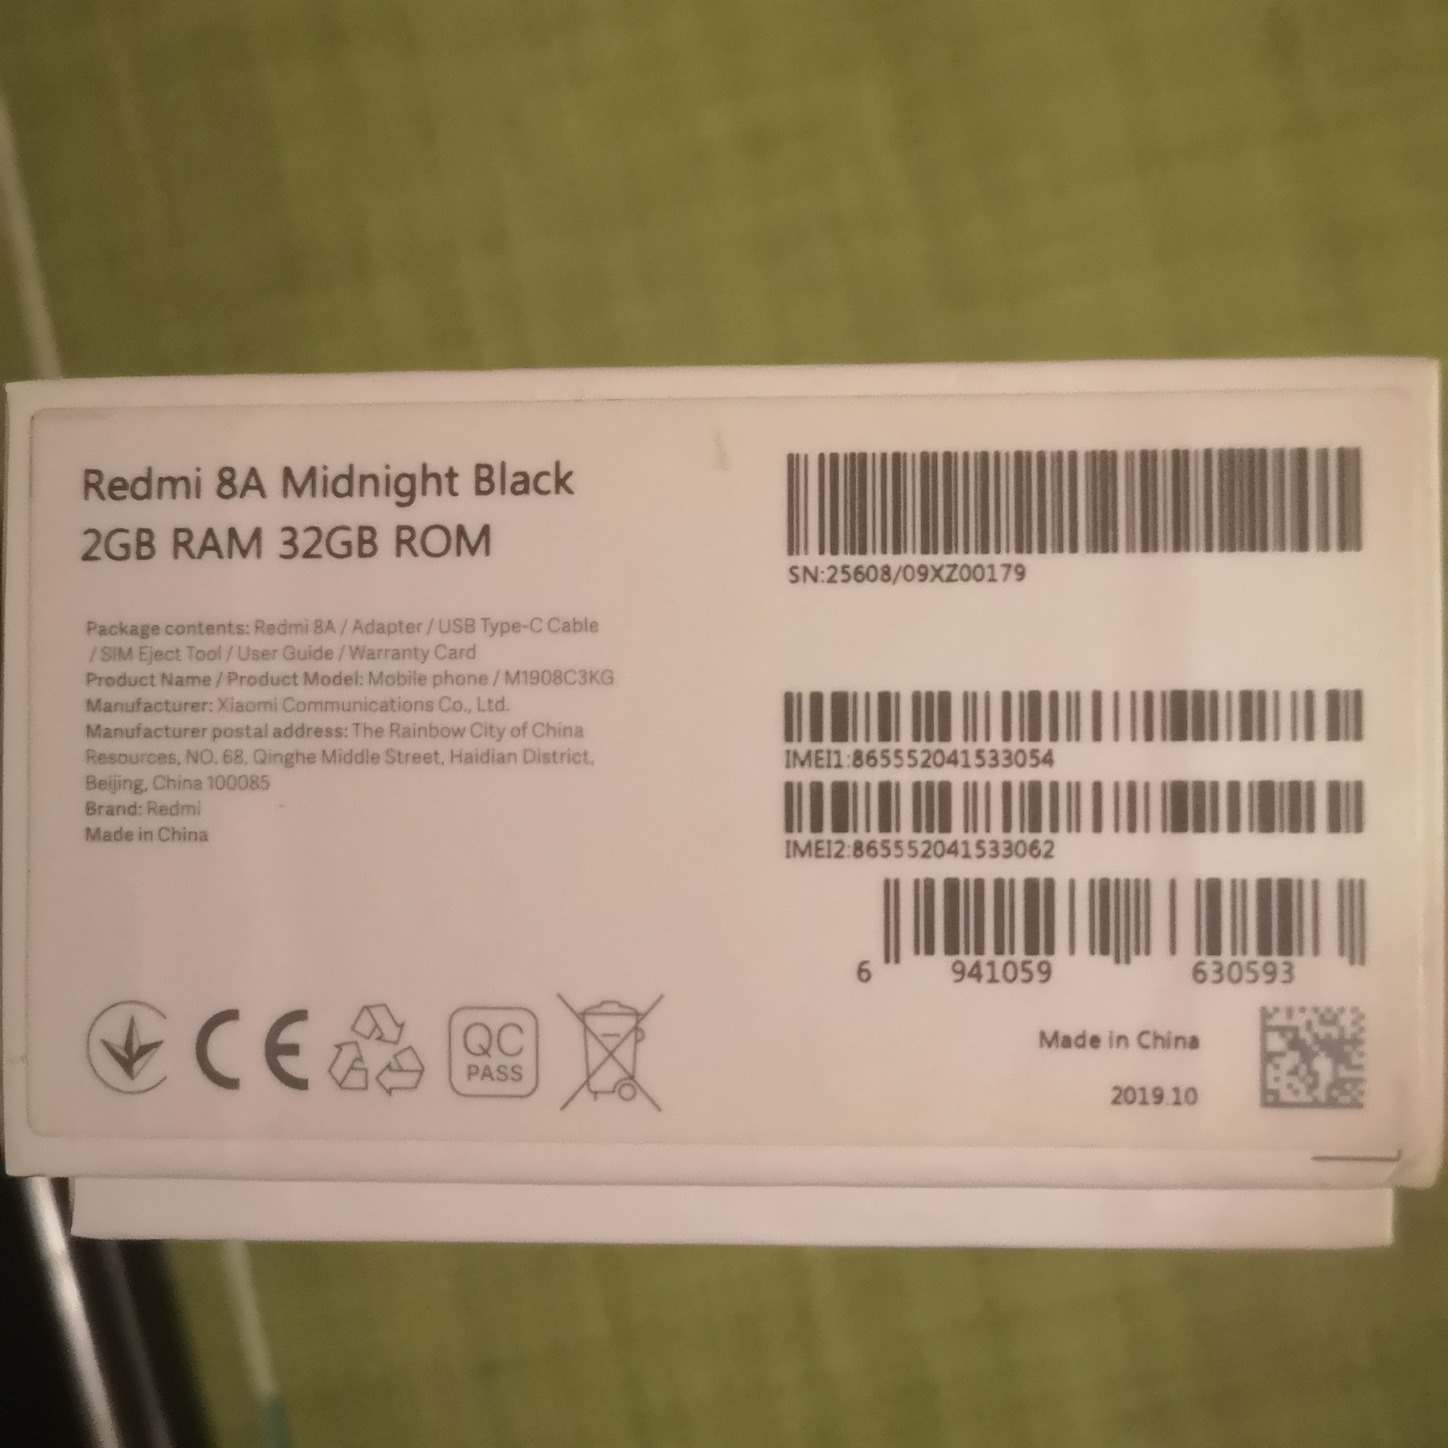 Redmi 8A Midnight Black
2GB RAM 32GB ROM
Package contents: Redmi 8A / Adapter / USB Type-C Cable
/ SIM Eject Tool / User Guide / Warranty Card
Product Name / Product Model: Mobile phone / M1908C3KG
Manufacturer: Xiaomi Communications Co., Ltd.
Manufacturer postal address: The Rainbow City of China
Resources, NO. 68, Qinghe Middle Street, Haidian District,
Beijing, China 100085
Brand: Redmi
Made in China
CE
QC
PASS
SN:25608/09XZ00179
IMEI1:865552041533054
IMEI2:865552041533062
6 941059 630593
Made in China
2019.10